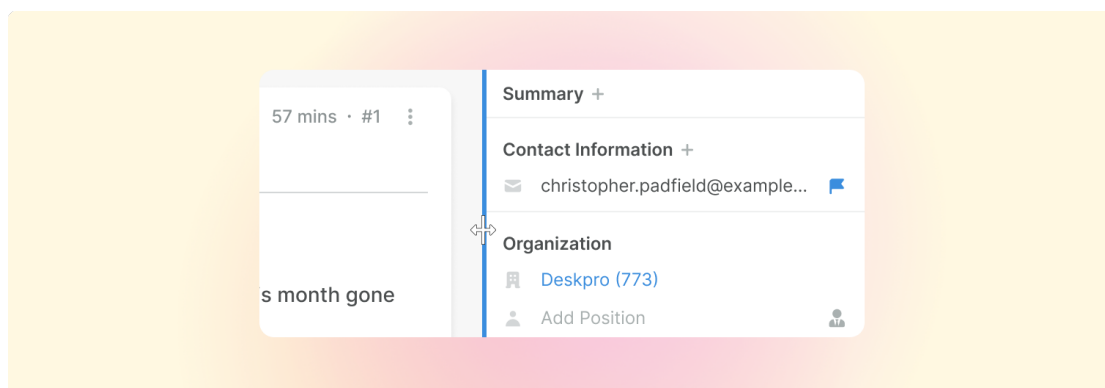 57 mins · #1
's month gone
Summary +
Contact Information +
christopher.padfield@example...
Organization
Deskpro (773)
Add Position